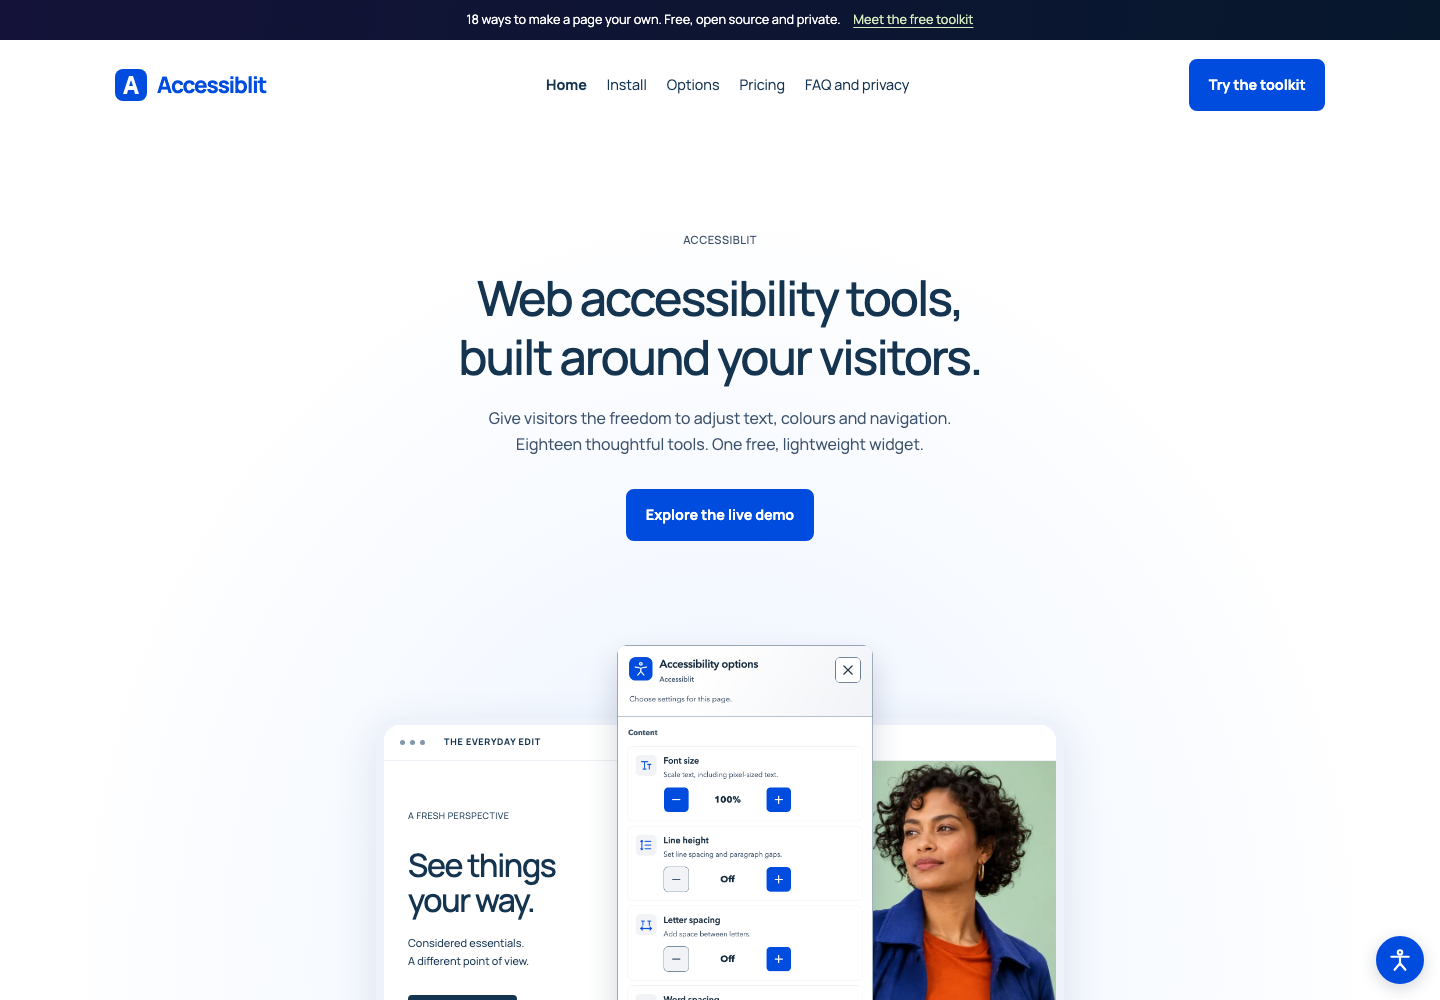 18 ways to make a page your own. Free, open source and private. Meet the free toolkit
A Accessiblit
Home Install Options Pricing FAQ and privacy
Try the toolkit
ACCESSIBLIT
Web accessibility tools,
built around your visitors.
Give visitors the freedom to adjust text, colours and navigation.
Eighteen thoughtful tools. One free, lightweight widget.
Explore the live demo
Accessibility options
Accessiblit
Choose settings for this page.
THE EVERYDAY EDIT
A FRESH PERSPECTIVE
See things
your way.
Considered essentials.
A different point of view.
Content
Font size
Scale text, including pixel-sized text.
100%
Line height
Set line spacing and paragraph gaps.
Off
Letter spacing
Add space between letters.
Off
Word spacing